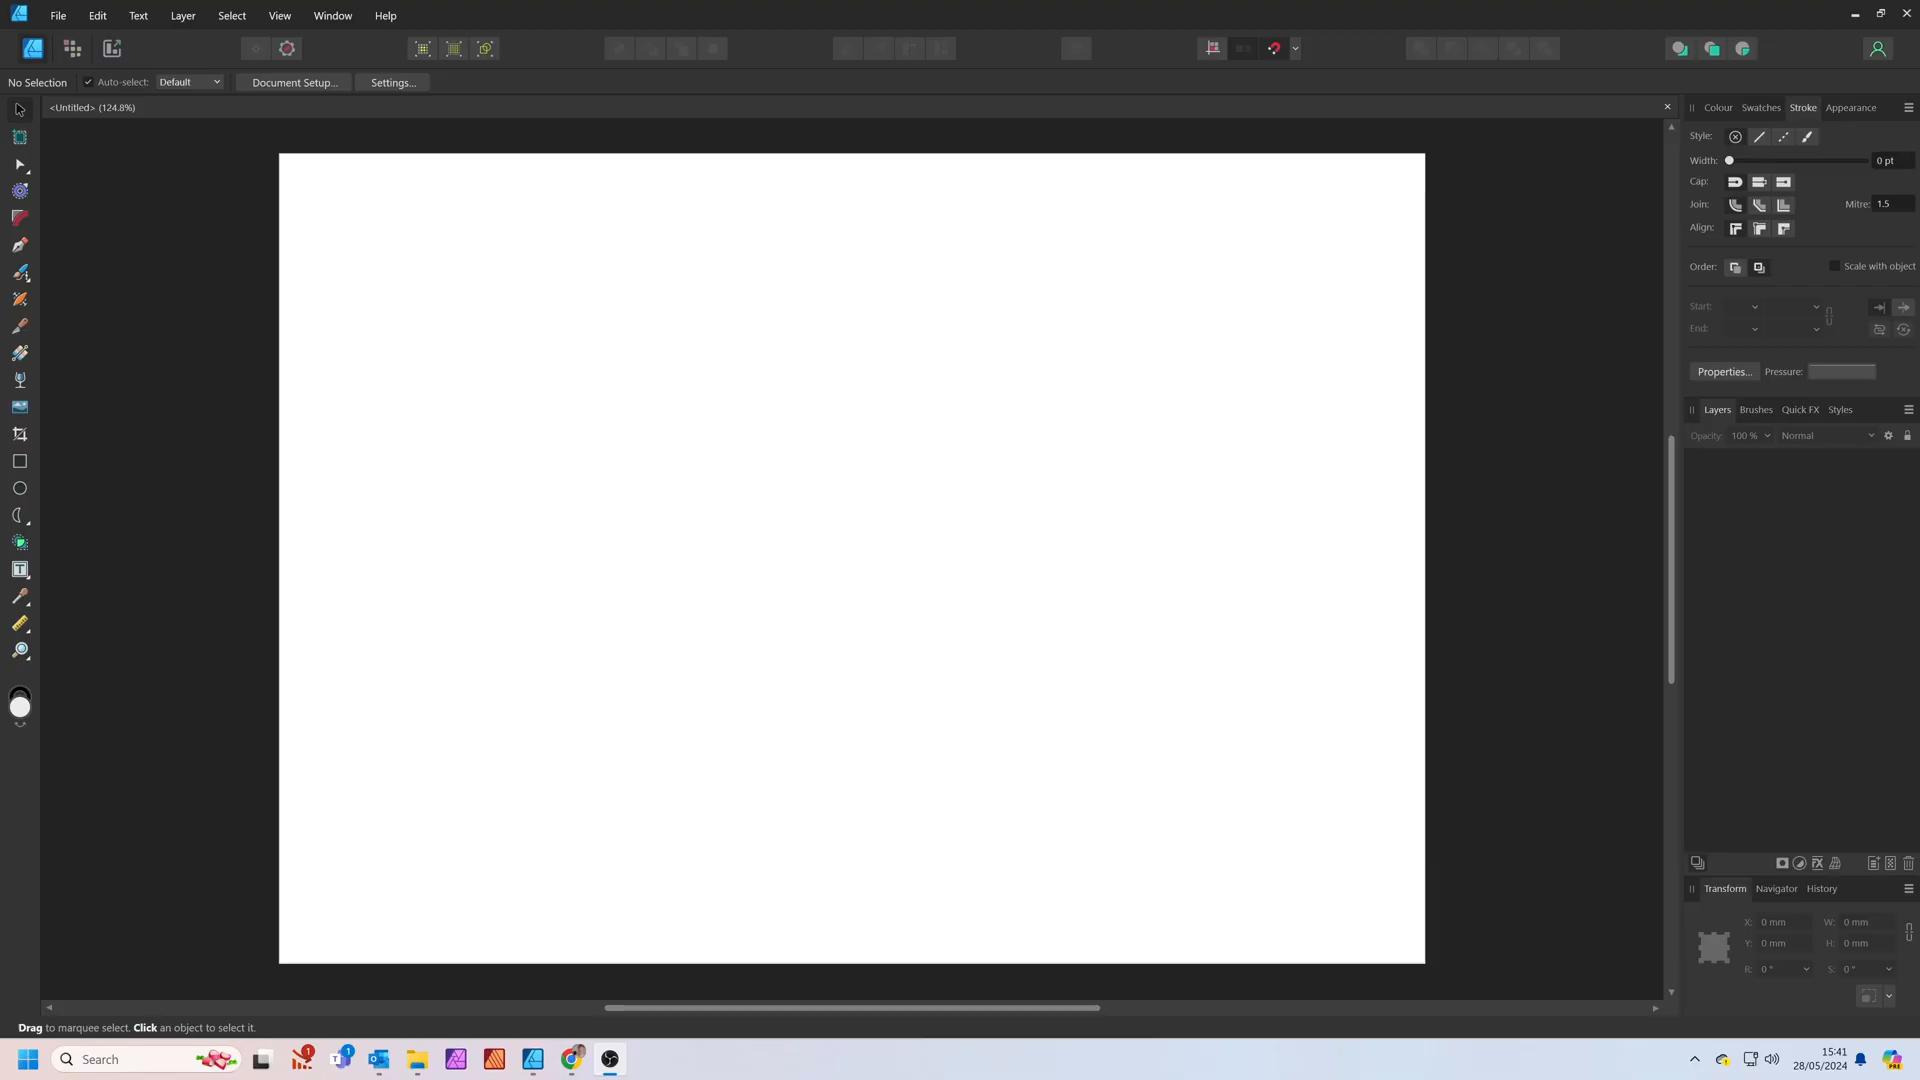 File Edit Text Layer Select View Window Help
No Selection Auto-select: Default Document Setup... Settings...
<Untitled> (124.8%)
Colour Swatches Stroke Appearance
Style:
Width: 0 pt
Cap:
Join: Mitre: 1.5
Align:
Order: Scale with object
Start:
End:
Properties... Pressure:
Layers Brushes Quick FX Styles
Opacity: 100 % Normal
Transform Navigator History
X: 0 mm W: 0 mm
Y: 0 mm H: 0 mm
R: 0 ° S: 0 °
Drag to marquee select. Click an object to select it.
Search
1
1
15:41
28/05/2024
PRE